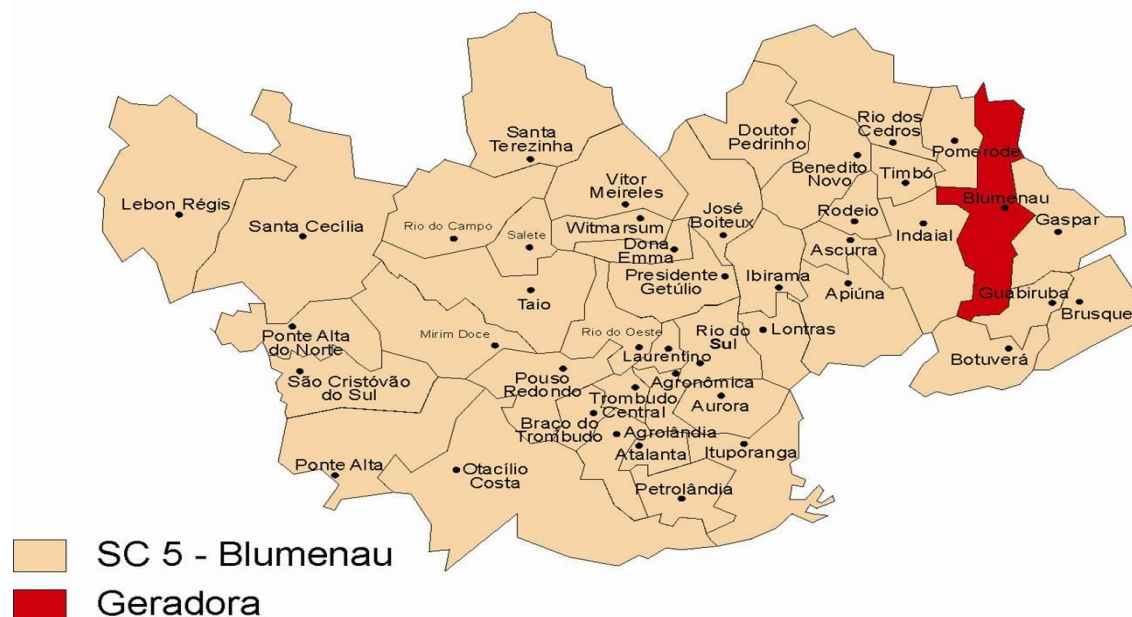 Rio dos
Cedros
Doutor
Pedrinho
Pomerode
Santa
Terezinha
Benedito
Novo
Timbó
Vitor
Meireles
Lebon Régis
Blumenau
Santa Cecília
Rio do Campo
Salete
Witmarsum
José
Boiteux
Rodeio
Indaial
Gaspar
Dona
Emma
Ascurra
Presidente
Getúlio
Ibirama
Apiúna
Taio
Guabiruba
Brusque
Ponte Alta
do Norte
Mirim Doce
Rio do Oeste
Rio do
Sul
Lontras
Laurentino
Botuverá
São Cristóvão
do Sul
Pouso
Redondo
Agronômica
Trombudo
Central
Aurora
Braço do
Trombudo
Agrolândia
Atalanta
Ituporanga
Ponte Alta
Otacílio
Costa
Petrolândia
SC 5 - Blumenau
Geradora